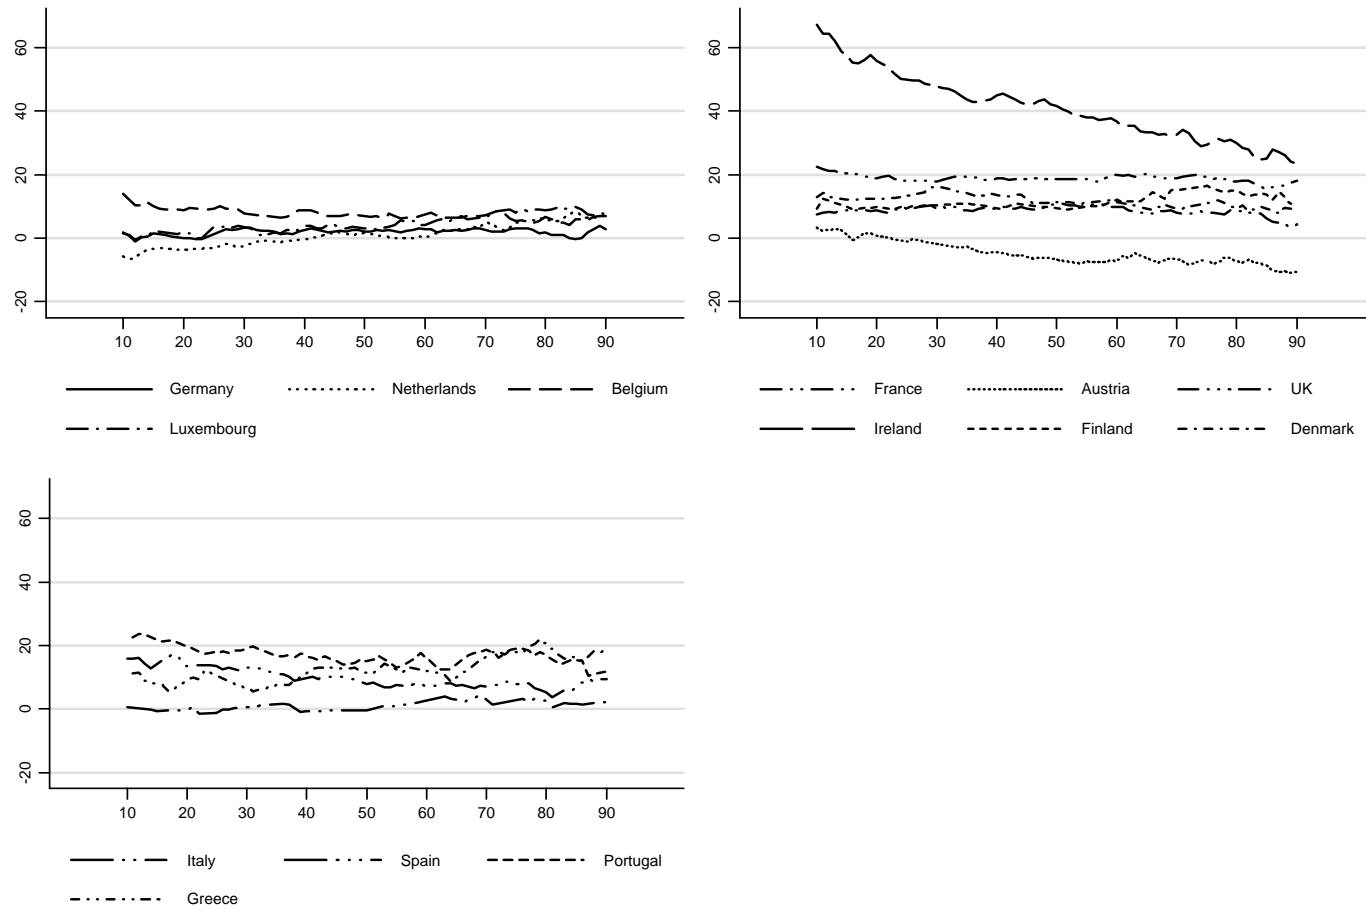 60
40
20
0
-20
10 20 30 40 50 60 70 80 90
Germany Netherlands Belgium
Luxembourg
60
40
20
0
-20
10 20 30 40 50 60 70 80 90
France Austria UK
Ireland Finland Denmark
60
40
20
0
-20
10 20 30 40 50 60 70 80 90
Italy Spain Portugal
Greece